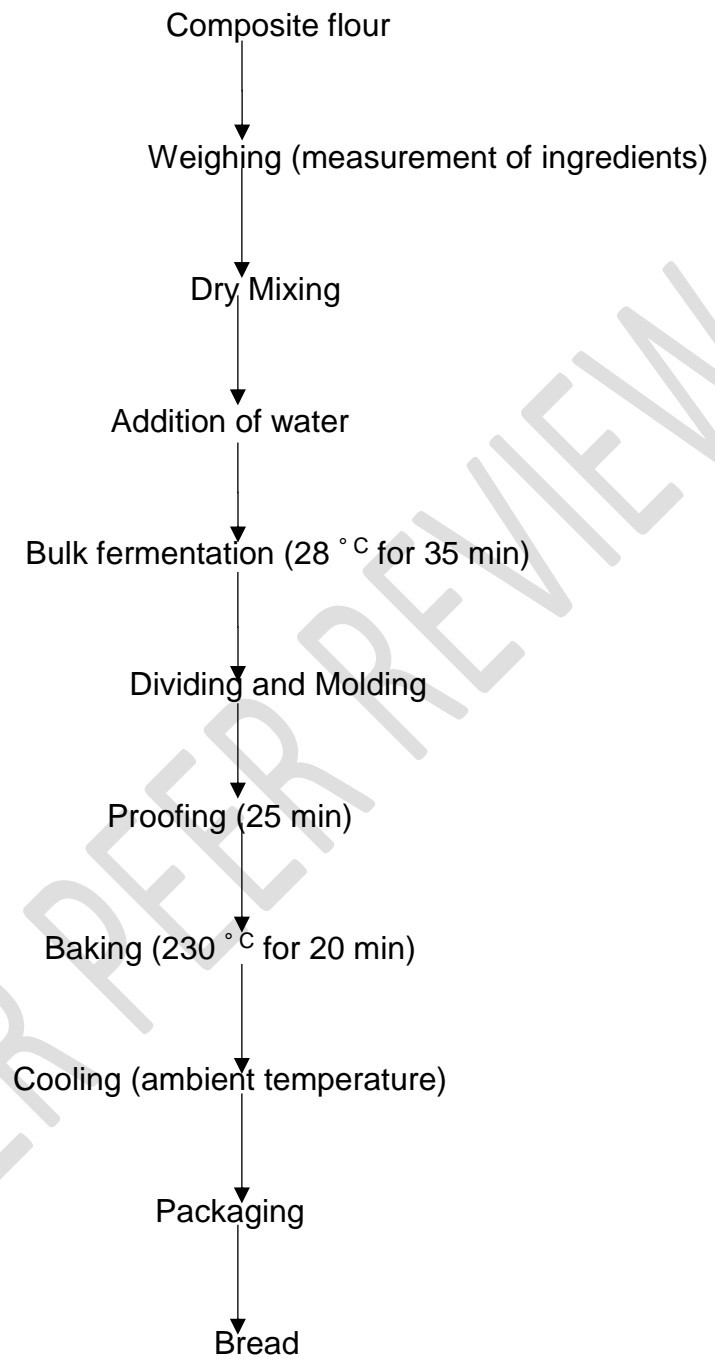 Composite flour
Weighing (measurement of ingredients)
Dry Mixing
Addition of water
Bulk fermentation (28 ° C for 35 min)
Dividing and Molding
Proofing (25 min)
Baking (230 ° C for 20 min)
Cooling (ambient temperature)
Packaging
Bread
ER PEER REVIEW